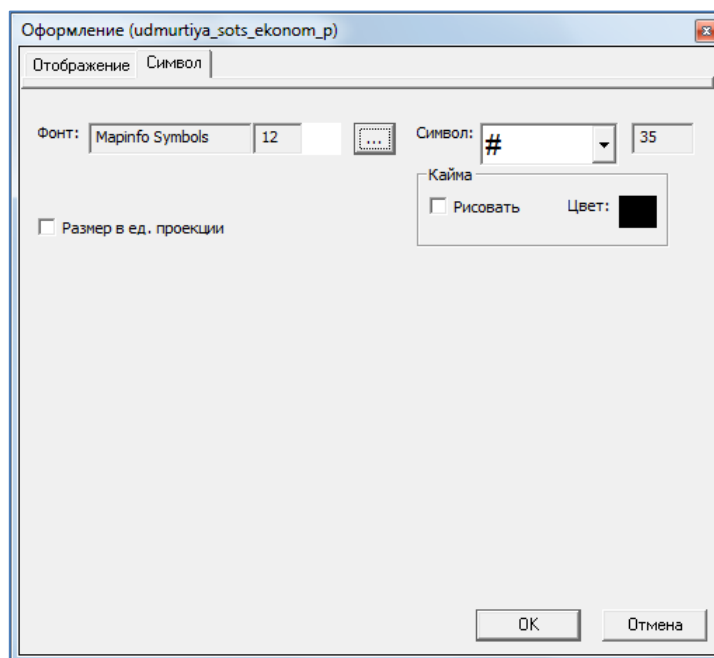 Оформление (udmurtiya_sots_ekonom_p)
Отображение Символ
Фонт: Mapinfo Symbols 12 ... Символ: # 35
Кайма
Рисовать Цвет:
Размер в ед. проекции
OK Отмена